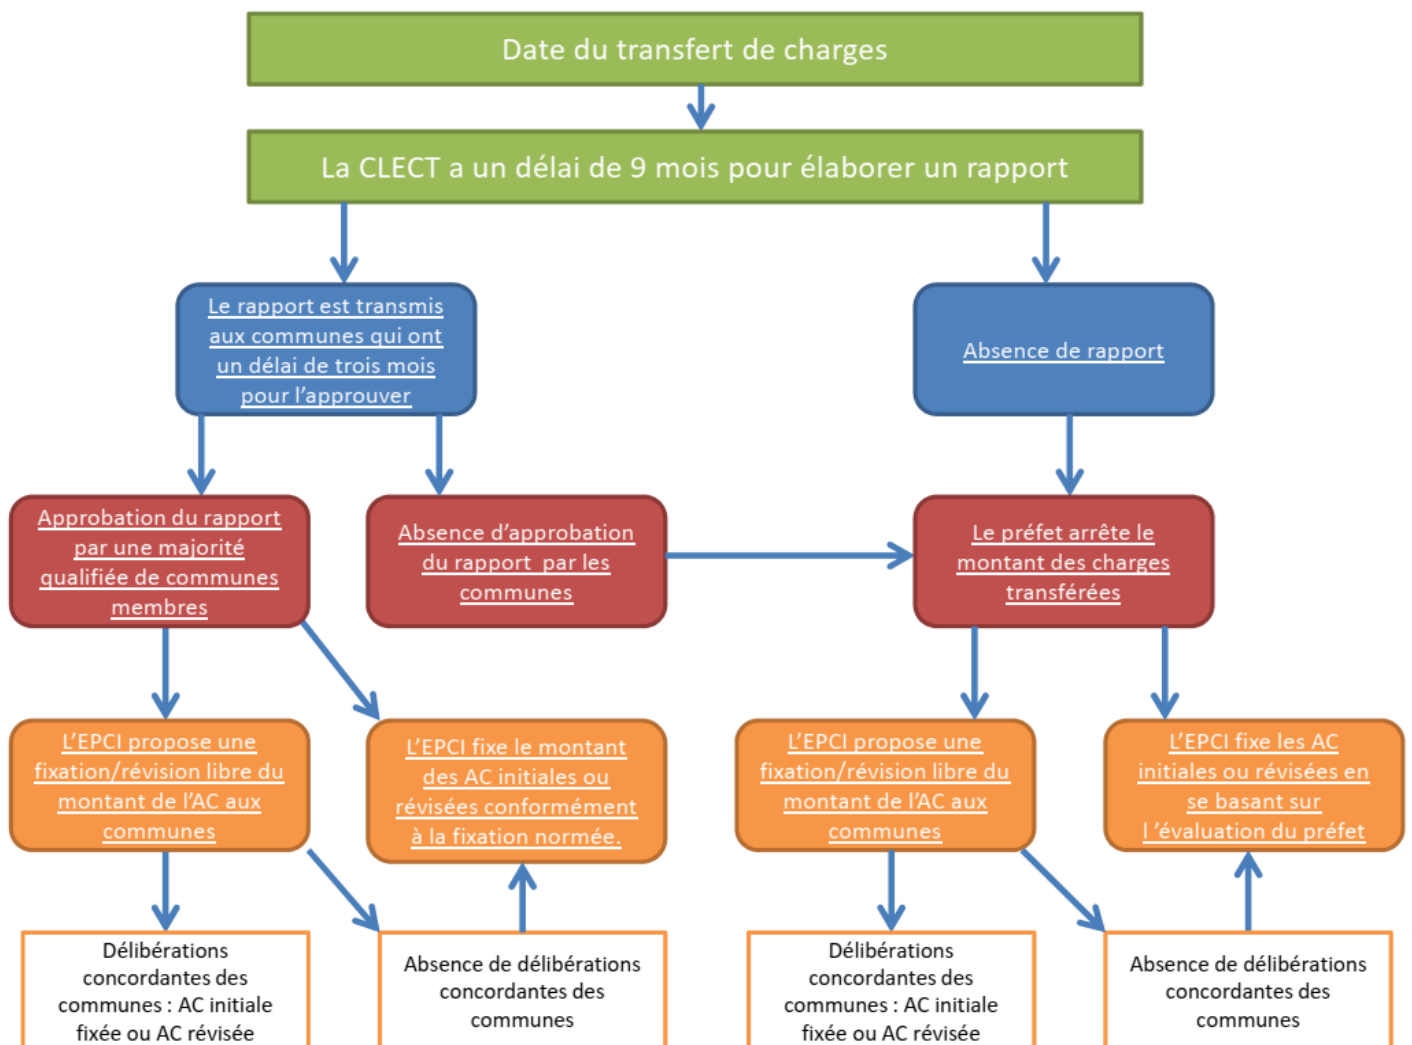 Date du transfert de charges
La CLECT a un délai de 9 mois pour élaborer un rapport
Le rapport est transmis
aux communes qui ont
un délai de trois mois
pour l’approuver
Absence de rapport
Approbation du rapport
par une majorité
qualifiée de communes
membres
Absence d’approbation
du rapport  par les
communes
Le préfet arrête le
montant des charges
transférées
L’EPCI propose une
fixation/révision libre du
montant de l’AC aux
communes
L’EPCI fixe le montant
des AC initiales ou
révisées conformément
à la fixation normée.
L’EPCI propose une
fixation/révision libre du
montant de l’AC aux
communes
L’EPCI fixe les AC
initiales ou révisées en
se basant sur
l ’évaluation du préfet
Délibérations
concordantes des
communes : AC initiale
fixée ou AC révisée
Absence de délibérations
concordantes des
communes
Délibérations
concordantes des
communes : AC initiale
fixée ou AC révisée
Absence de délibérations
concordantes des
communes